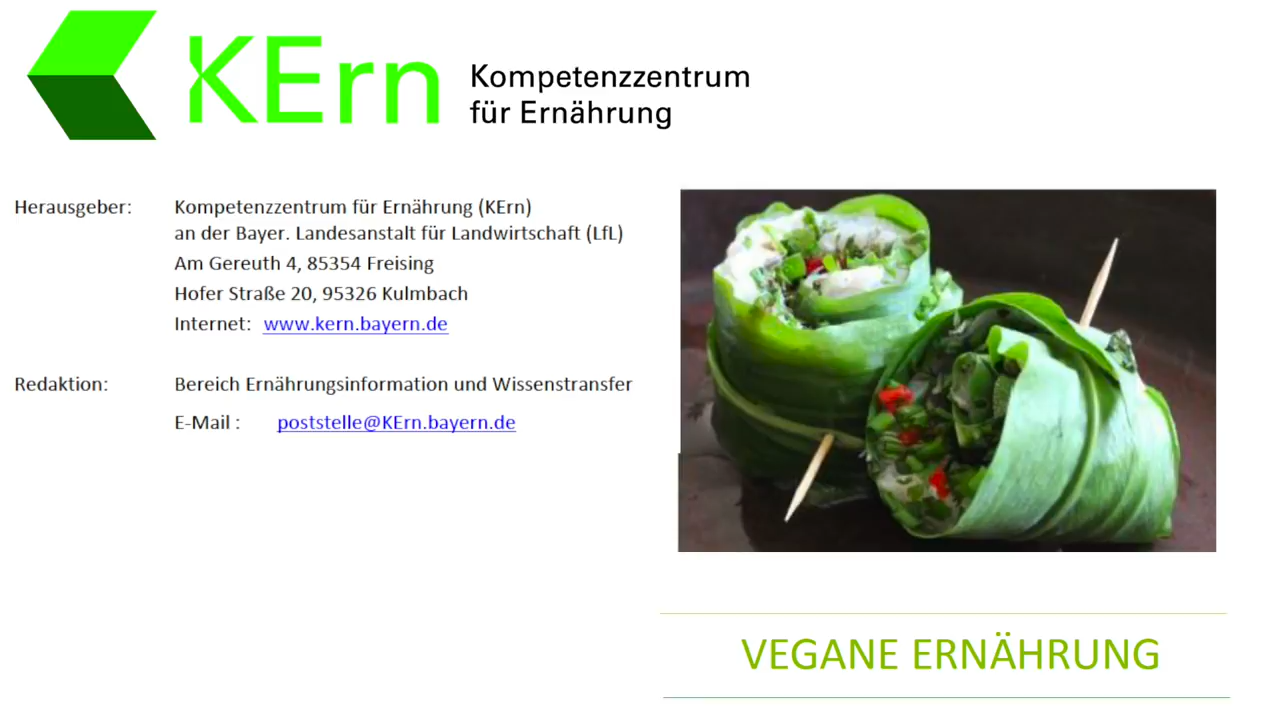 KErn
Kompetenzzentrum
für Ernährung
Herausgeber: Kompetenzzentrum für Ernährung (KErn)
an der Bayer. Landesanstalt für Landwirtschaft (LfL)
Am Gereuth 4, 85354 Freising
Hofer Straße 20, 95326 Kulmbach
Internet: www.kern.bayern.de
Redaktion: Bereich Ernährungsinformation und Wissenstransfer
E-Mail : poststelle@KErn.bayern.de
VEGANE ERNÄHRUNG